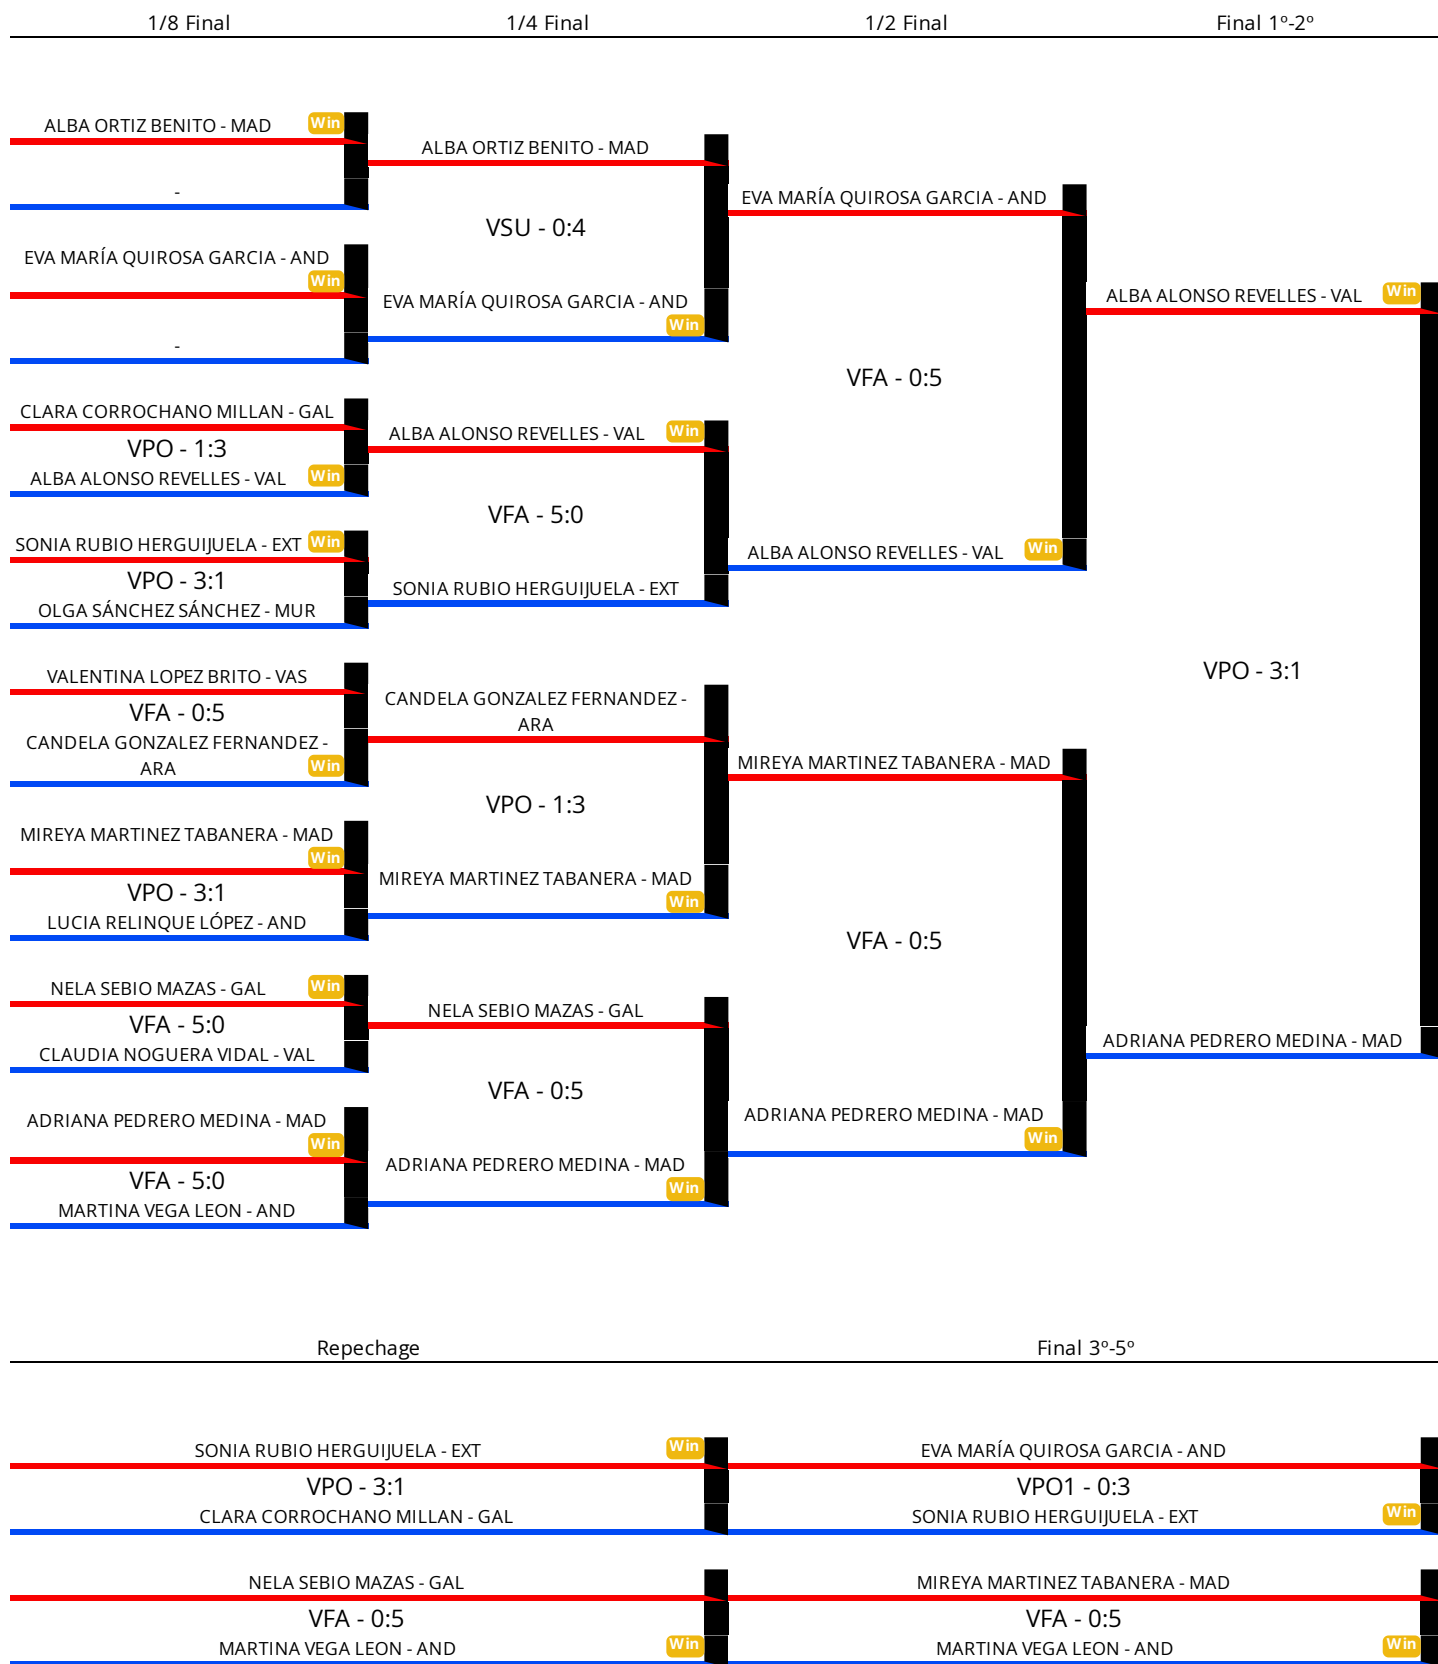 1/8 Final
1/4 Final
1/2 Final
Final 1º-2º
ALBA ORTIZ BENITO - MAD
Win
-
EVA MARÍA QUIROSA GARCIA - AND
Win
-
CLARA CORROCHANO MILLAN - GAL
VPO - 1:3
ALBA ALONSO REVELLES - VAL
Win
SONIA RUBIO HERGUIJUELA - EXT
Win
VPO - 3:1
OLGA SÁNCHEZ SÁNCHEZ - MUR
VALENTINA LOPEZ BRITO - VAS
VFA - 0:5
CANDELA GONZALEZ FERNANDEZ -
ARA
Win
MIREYA MARTINEZ TABANERA - MAD
Win
VPO - 3:1
LUCIA RELINQUE LÓPEZ - AND
NELA SEBIO MAZAS - GAL
Win
VFA - 5:0
CLAUDIA NOGUERA VIDAL - VAL
ADRIANA PEDRERO MEDINA - MAD
Win
VFA - 5:0
MARTINA VEGA LEON - AND
ALBA ORTIZ BENITO - MAD
VSU - 0:4
EVA MARÍA QUIROSA GARCIA - AND
Win
ALBA ALONSO REVELLES - VAL
Win
VFA - 5:0
SONIA RUBIO HERGUIJUELA - EXT
CANDELA GONZALEZ FERNANDEZ -
ARA
VPO - 1:3
MIREYA MARTINEZ TABANERA - MAD
Win
NELA SEBIO MAZAS - GAL
VFA - 0:5
ADRIANA PEDRERO MEDINA - MAD
Win
EVA MARÍA QUIROSA GARCIA - AND
VFA - 0:5
ALBA ALONSO REVELLES - VAL
Win
MIREYA MARTINEZ TABANERA - MAD
VFA - 0:5
ADRIANA PEDRERO MEDINA - MAD
Win
ALBA ALONSO REVELLES - VAL
Win
VPO - 3:1
ADRIANA PEDRERO MEDINA - MAD
Repechage
Final 3º-5º
SONIA RUBIO HERGUIJUELA - EXT
Win
VPO - 3:1
CLARA CORROCHANO MILLAN - GAL
EVA MARÍA QUIROSA GARCIA - AND
VPO1 - 0:3
SONIA RUBIO HERGUIJUELA - EXT
Win
NELA SEBIO MAZAS - GAL
VFA - 0:5
MARTINA VEGA LEON - AND
Win
MIREYA MARTINEZ TABANERA - MAD
VFA - 0:5
MARTINA VEGA LEON - AND
Win